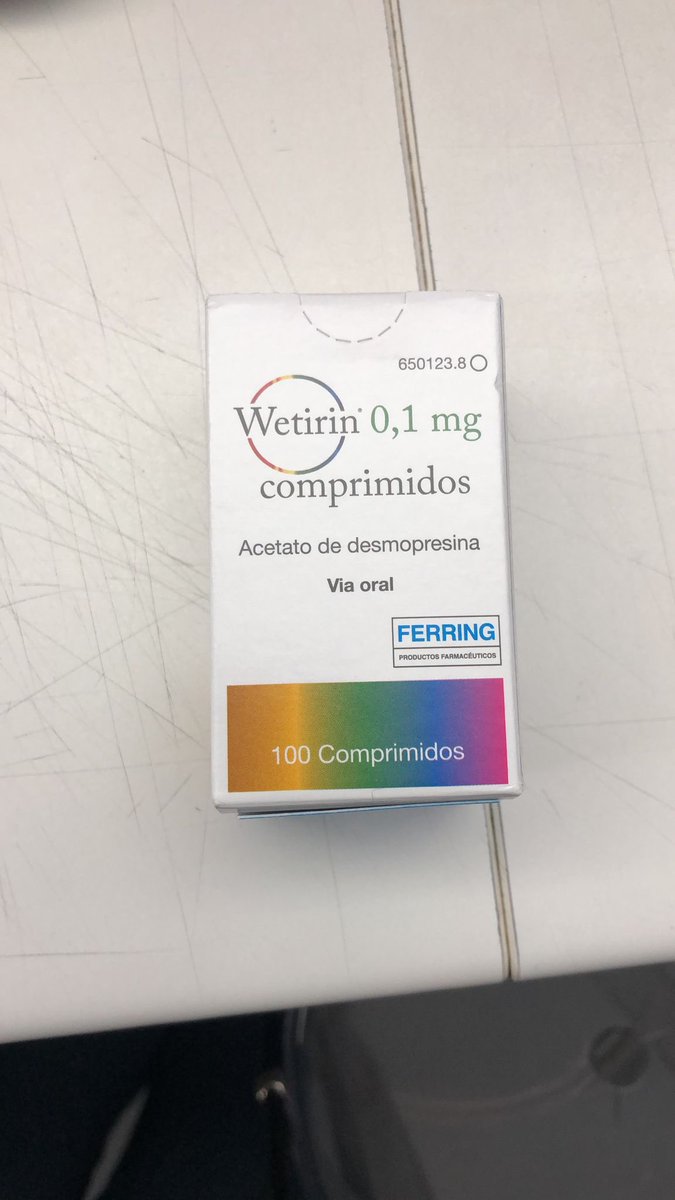 650123.8
Wetirin® 0,1 mg
comprimidos
Acetato de desmopresina
Via oral
FERRING
PRODUCTOS FARMACÉUTICOS
100 Comprimidos